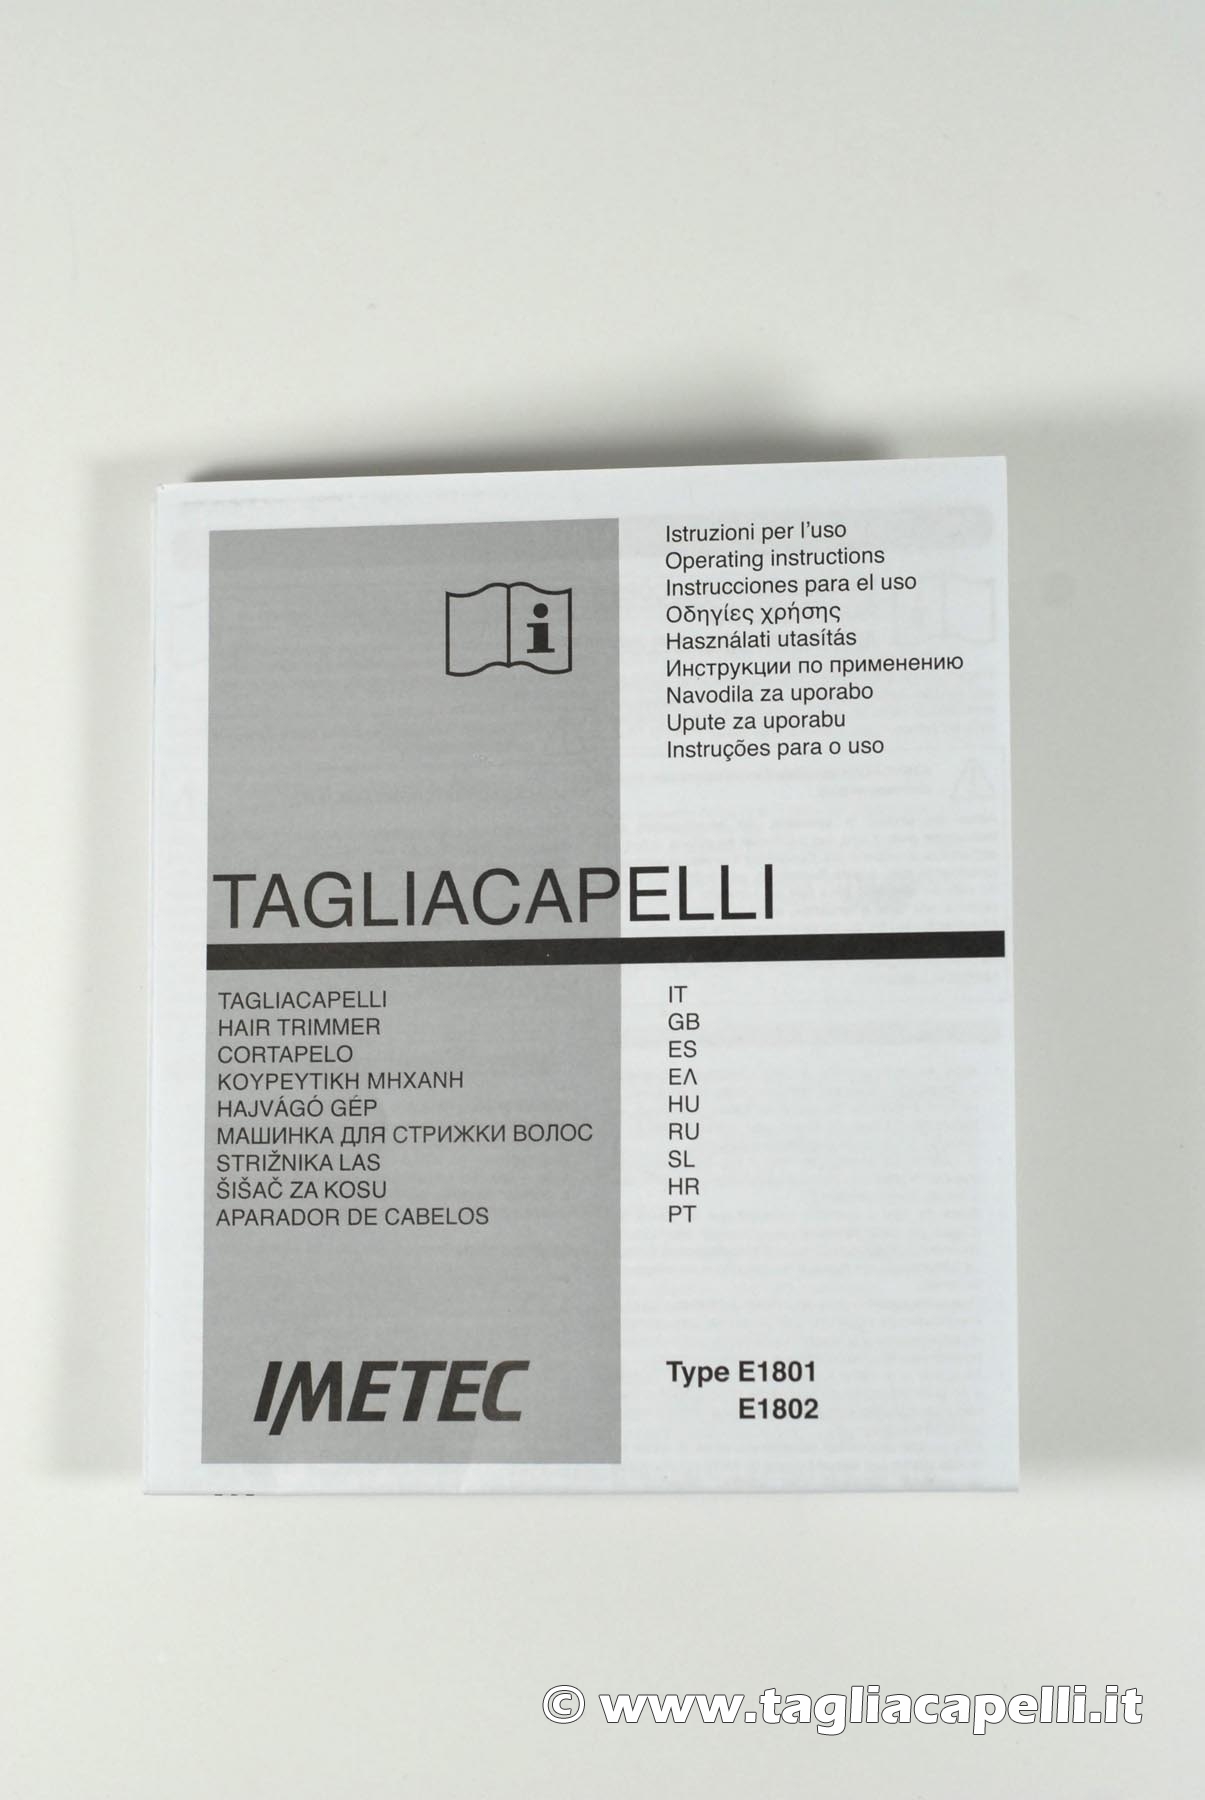 Istruzioni per l'uso
Operating instructions
Instrucciones para el uso
Οδηγίες χρήσης
Használati utasítás
Инструкции по применению
Navodila za uporabo
Upute za uporabu
Instruções para o uso
TAGLIACAPELLI
TAGLIACAPELLI IT
HAIR TRIMMER GB
CORTAPELO ES
ΚΟΥΡΕΥΤΙΚΗ ΜΗΧΑΝΗ ΕΛ
HAJVÁGÓ GÉP HU
МАШИНКА ДЛЯ СТРИЖКИ ВОЛОС RU
STRIŽNIKA LAS SL
ŠIŠAČ ZA KOSU HR
APARADOR DE CABELOS PT
IMETEC
Type E1801
E1802
© www.tagliacapelli.it